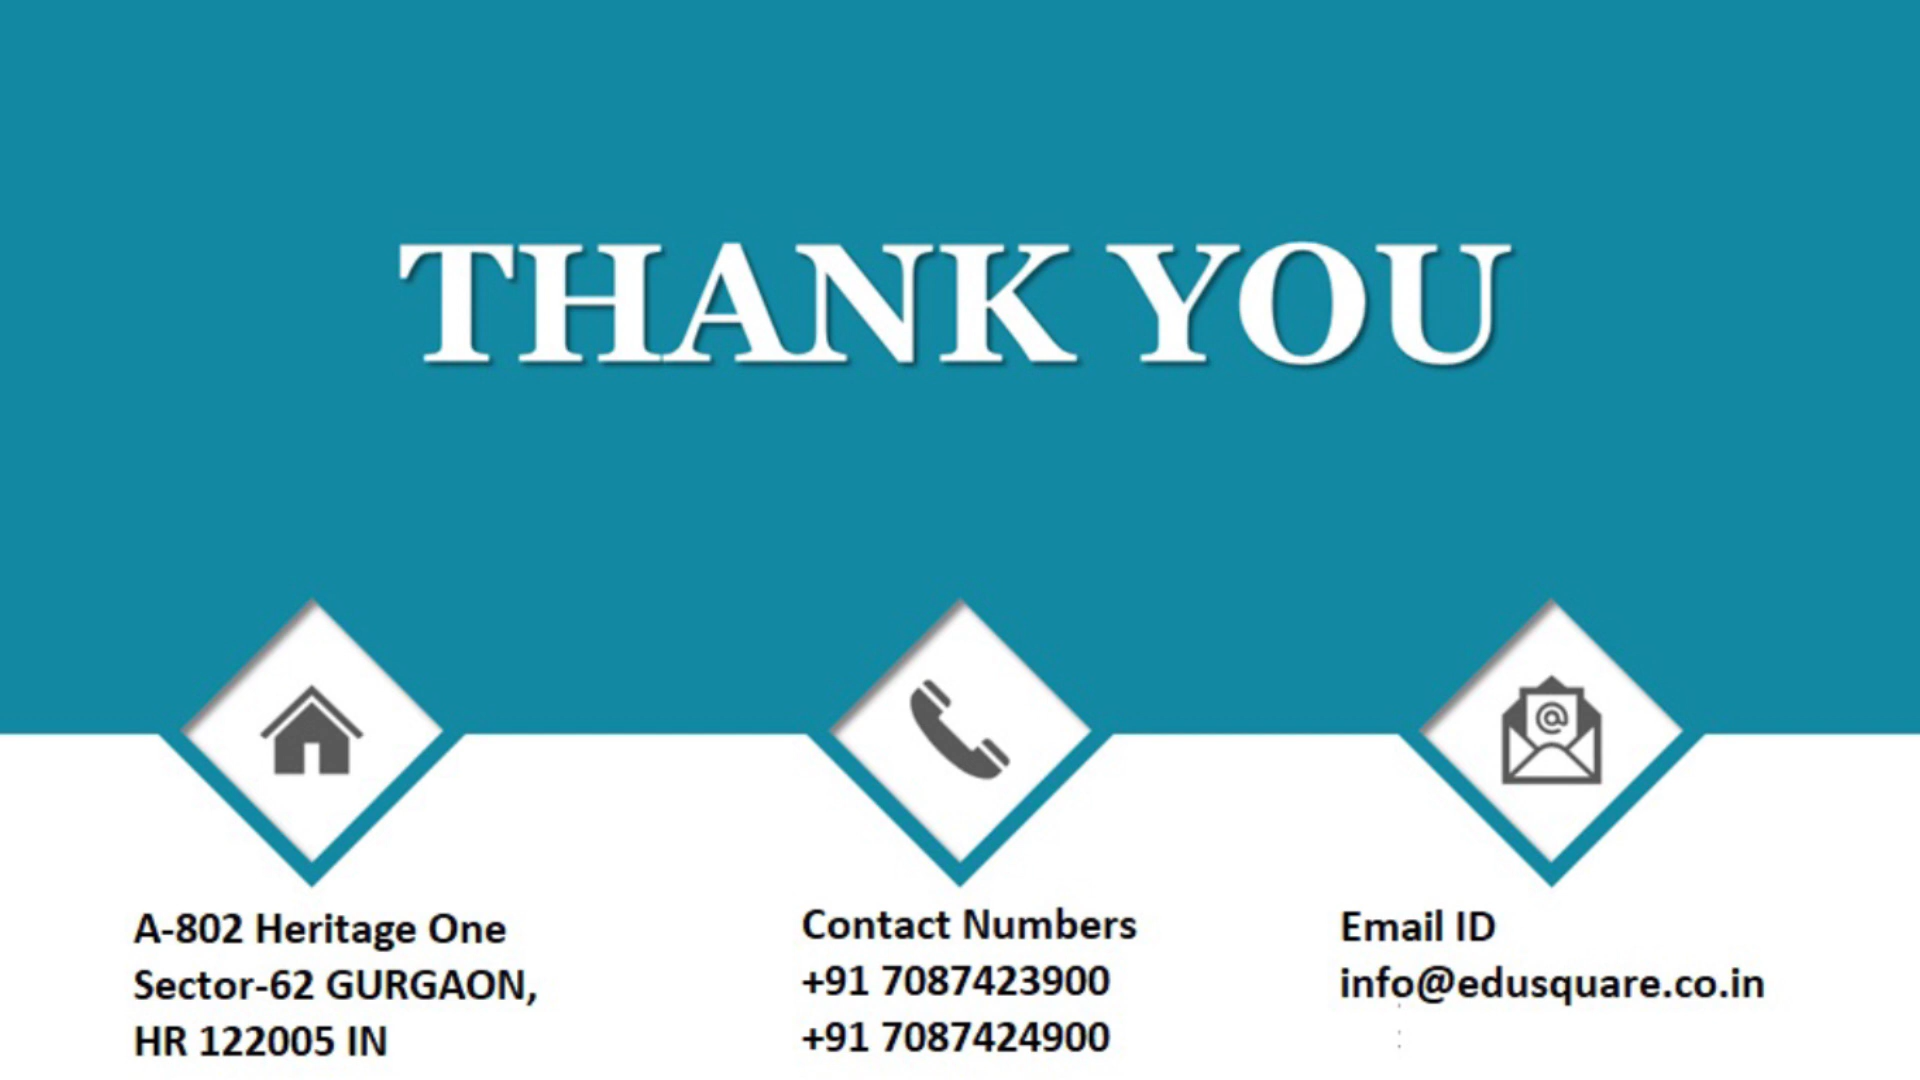 THANK YOU
A-802 Heritage One
Sector-62 GURGAON,
HR 122005 IN
Contact Numbers
+91 7087423900
+91 7087424900
Email ID
info@edusquare.co.in